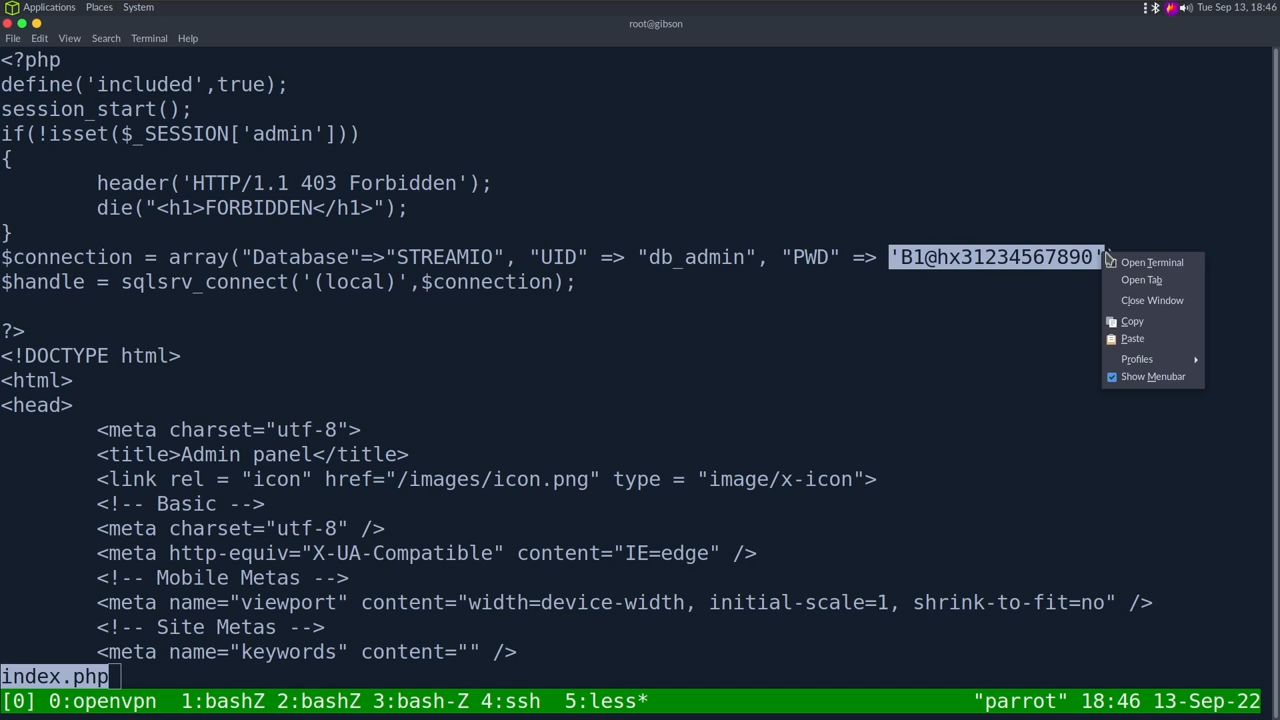 Applications Places System Tue Sep 13, 18:46
root@gibson
File Edit View Search Terminal Help
<?php
define('included',true);
session_start();
if(!isset($_SESSION['admin']))
{
        header('HTTP/1.1 403 Forbidden');
        die("<h1>FORBIDDEN</h1>");
}
$connection = array("Database"=>"STREAMIO", "UID" => "db_admin", "PWD" => 'B1@hx31234567890'
$handle = sqlsrv_connect('(local)',$connection);
?>
<!DOCTYPE html>
<html>
<head>
        <meta charset="utf-8">
        <title>Admin panel</title>
        <link rel = "icon" href="/images/icon.png" type = "image/x-icon">
        <!-- Basic -->
        <meta charset="utf-8" />
        <meta http-equiv="X-UA-Compatible" content="IE=edge" />
        <!-- Mobile Metas -->
        <meta name="viewport" content="width=device-width, initial-scale=1, shrink-to-fit=no" />
        <!-- Site Metas -->
        <meta name="keywords" content="" />
index.php
[0] 0:openvpn 1:bashZ 2:bashZ 3:bash-Z 4:ssh 5:less* "parrot" 18:46 13-Sep-22
Open Terminal
Open Tab
Close Window
Copy
Paste
Profiles
Show Menubar